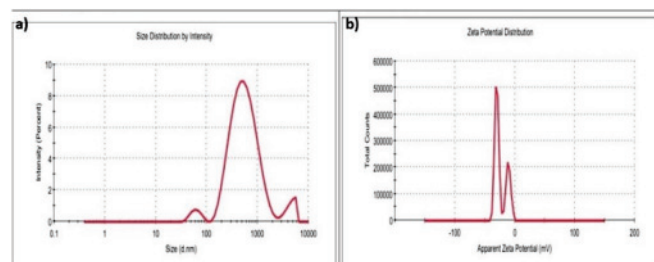 a)
Size Distribution by Intensity
Intensity (Percent)
10
8
6
4
2
0
0.1 1 10 100 1000 10000
Size (d.nm)
b)
Zeta Potential Distribution
Total Counts
600000
500000
400000
300000
200000
100000
0
-100 0 100 200
Apparent Zeta Potential (mV)